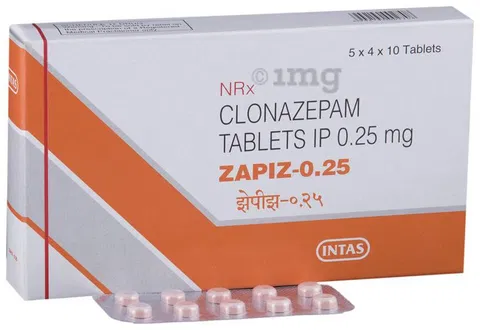 5 x 4 x 10 Tablets
NRx
© 1mg
CLONAZEPAM
TABLETS IP 0.25 mg
ZAPIZ-0.25
झेपीझ-०.२५
INTAS